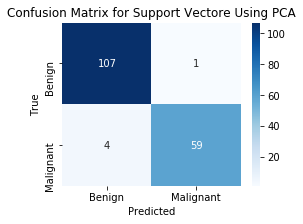 Confusion Matrix for Support Vectore Using PCA
Benign
107
1
100
80
60
40
20
True
Malignant
4
59
Benign
Malignant
Predicted